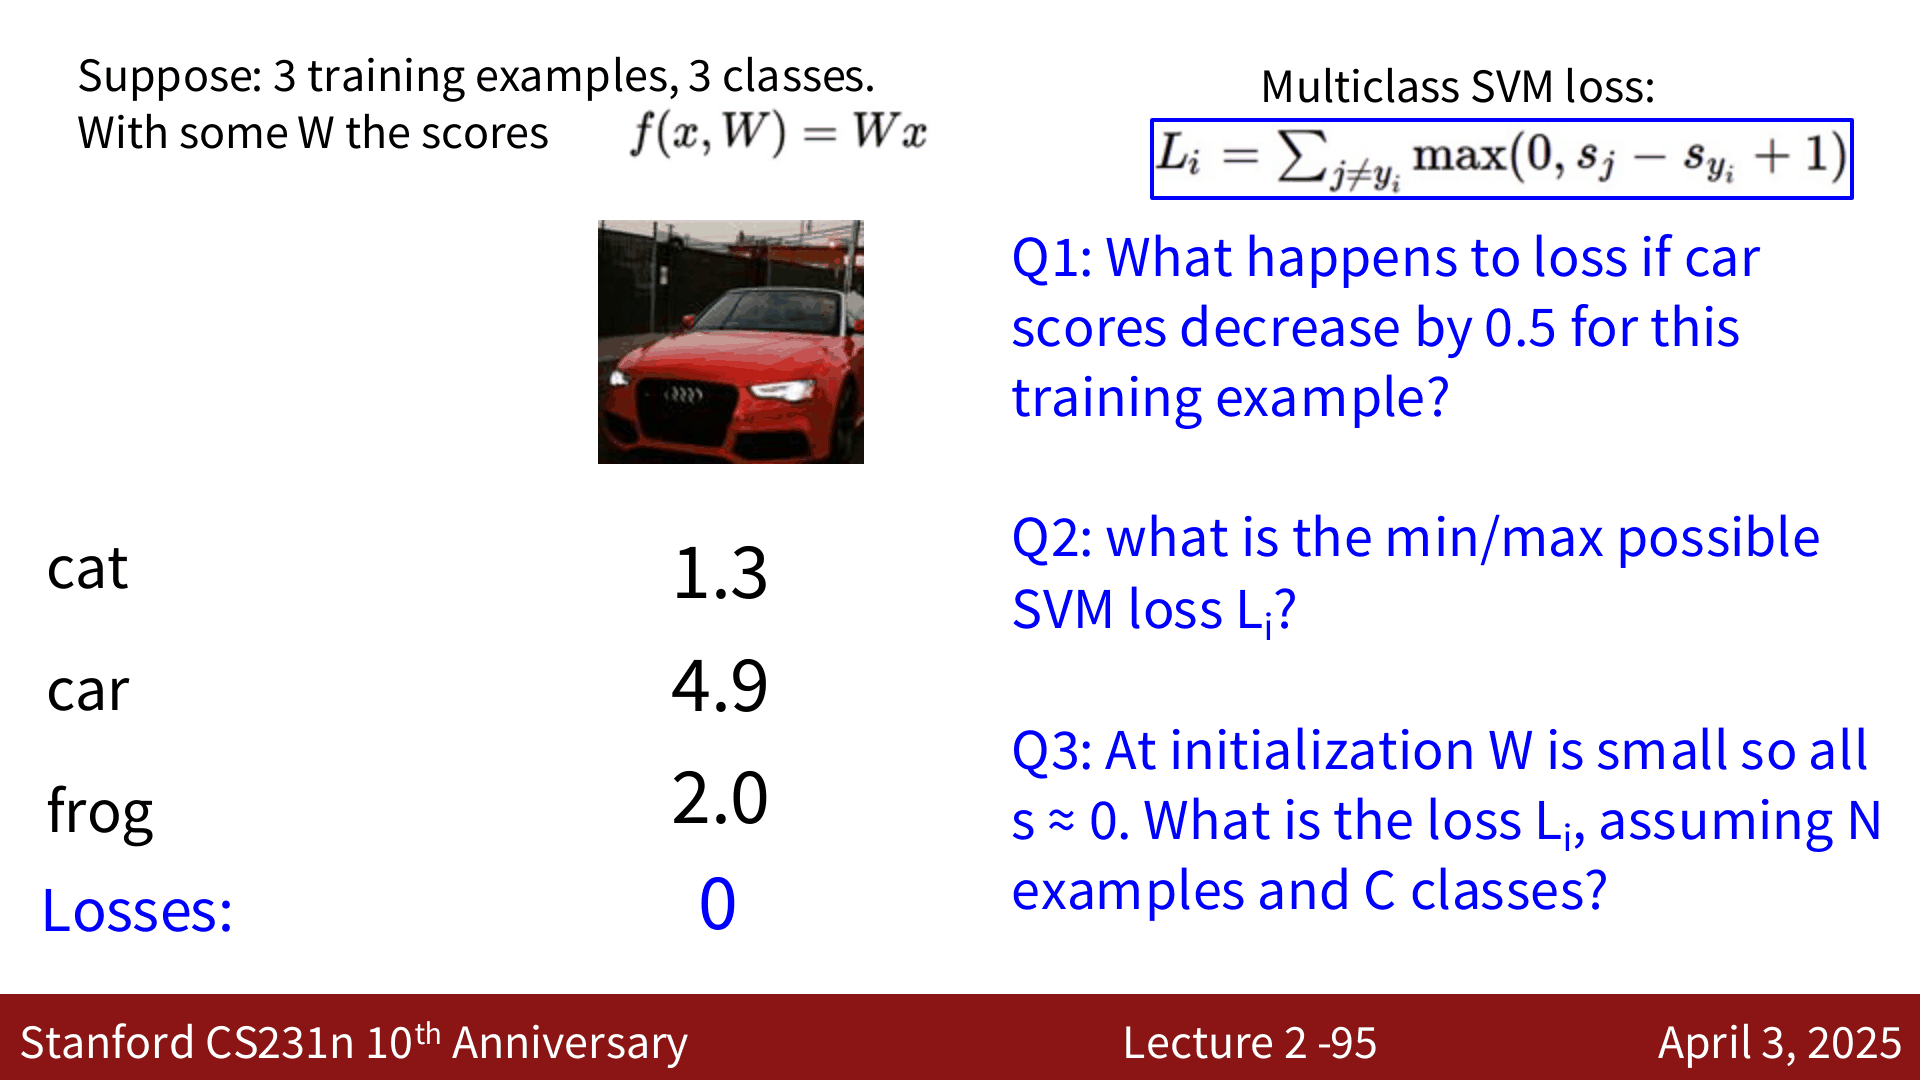 Suppose: 3 training examples, 3 classes.
With some W the scores f(x, W) = Wx
cat 1.3
car 4.9
frog 2.0
Losses: 0
Multiclass SVM loss:
L_i = ∑_{j≠y_i} max(0, s_j − s_{y_i} + 1)
Q1: What happens to loss if car
scores decrease by 0.5 for this
training example?
Q2: what is the min/max possible
SVM loss L_i?
Q3: At initialization W is small so all
s ≈ 0. What is the loss L_i, assuming N
examples and C classes?
Stanford CS231n 10th Anniversary
Lecture 2 -95
April 3, 2025